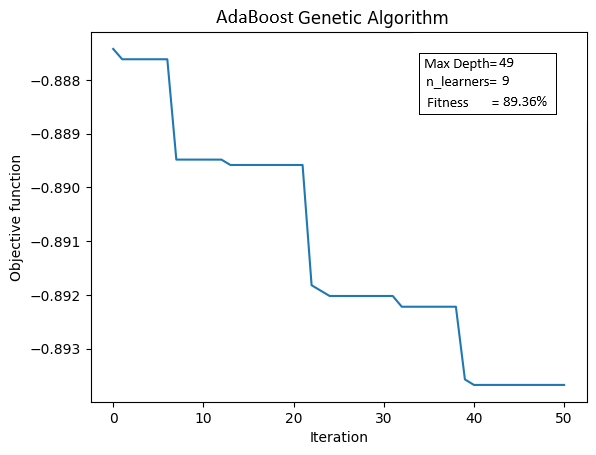 AdaBoost Genetic Algorithm
Max Depth= 49
n_learners= 9
Fitness = 89.36%
−0.888
−0.889
−0.890
−0.891
−0.892
−0.893
Objective function
0 10 20 30 40 50
Iteration